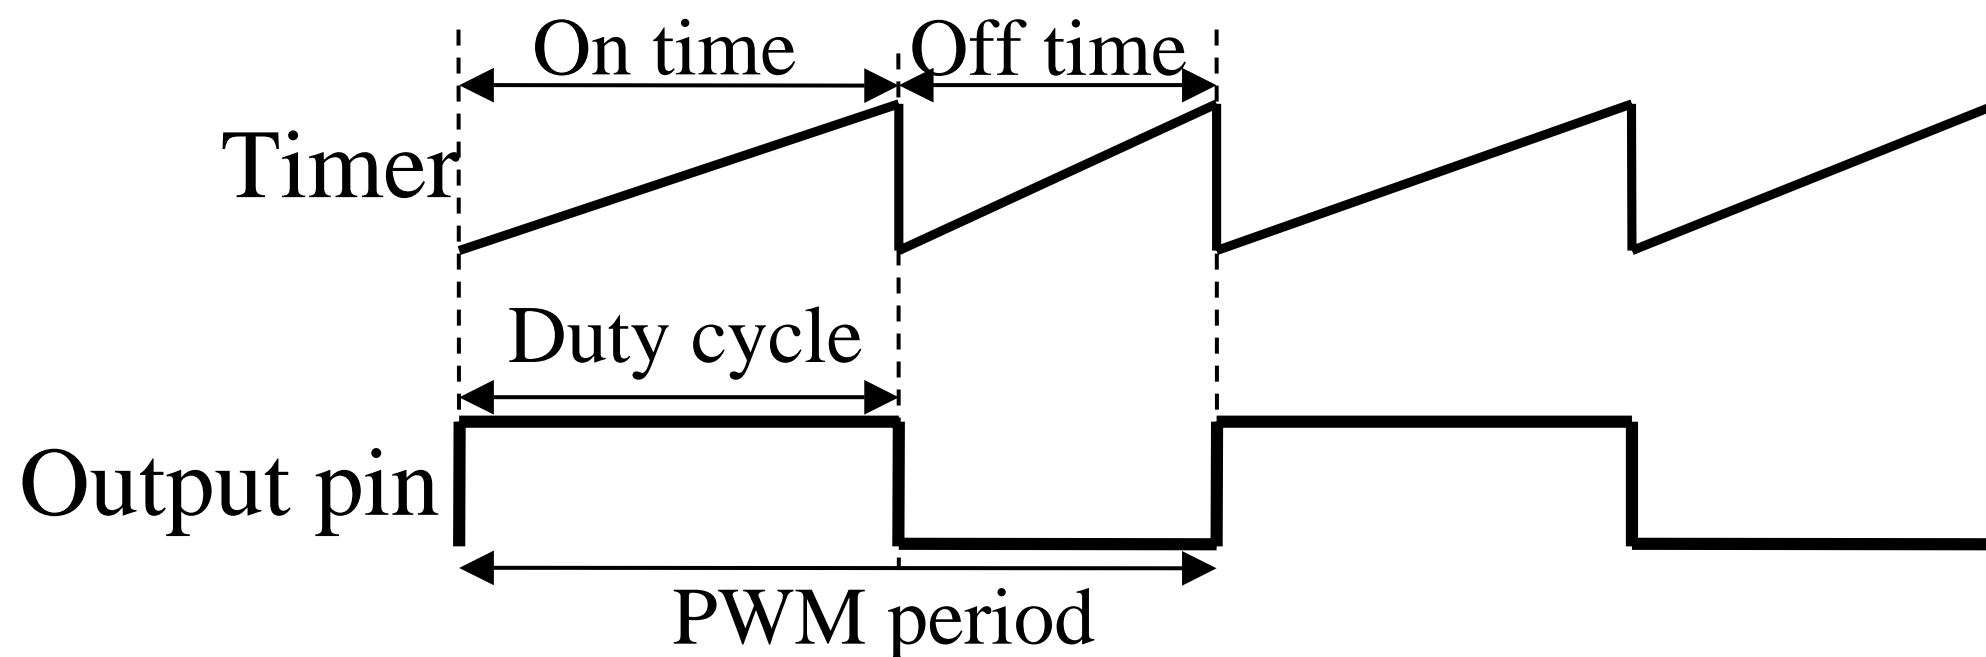 On time
Off time
Timer
Duty cycle
Output pin
PWM period